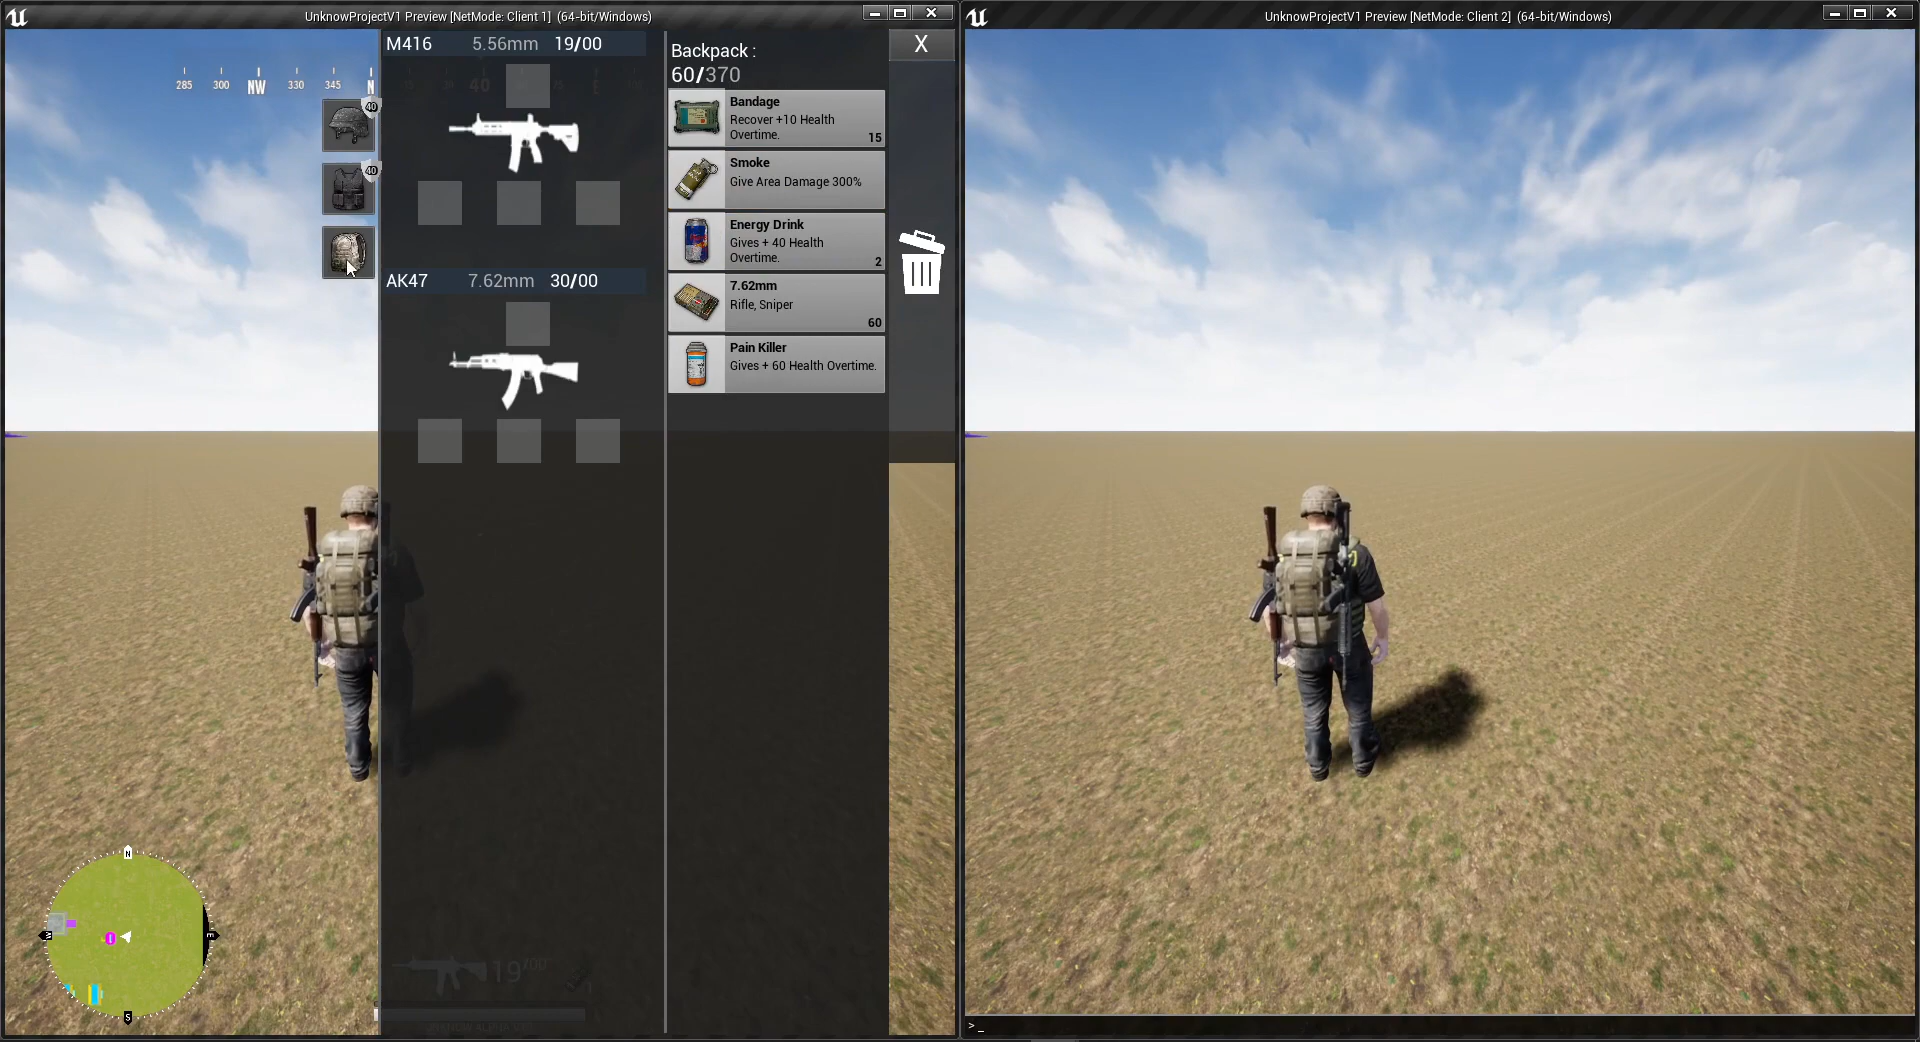 UnknowProjectV1 Preview [NetMode: Client 1] (64-bit/Windows)
285 300 NW 330 345 N
40
40
M416 5.56mm 19/00
AK47 7.62mm 30/00
Backpack :
60/370
X
Bandage
Recover +10 Health
Overtime.
15
Smoke
Give Area Damage 300%
Energy Drink
Gives + 40 Health
Overtime.
2
7.62mm
Rifle, Sniper
60
Pain Killer
Gives + 60 Health Overtime.
N
W
E
S
19/00
UnknowProjectV1 Preview [NetMode: Client 2] (64-bit/Windows)
>_